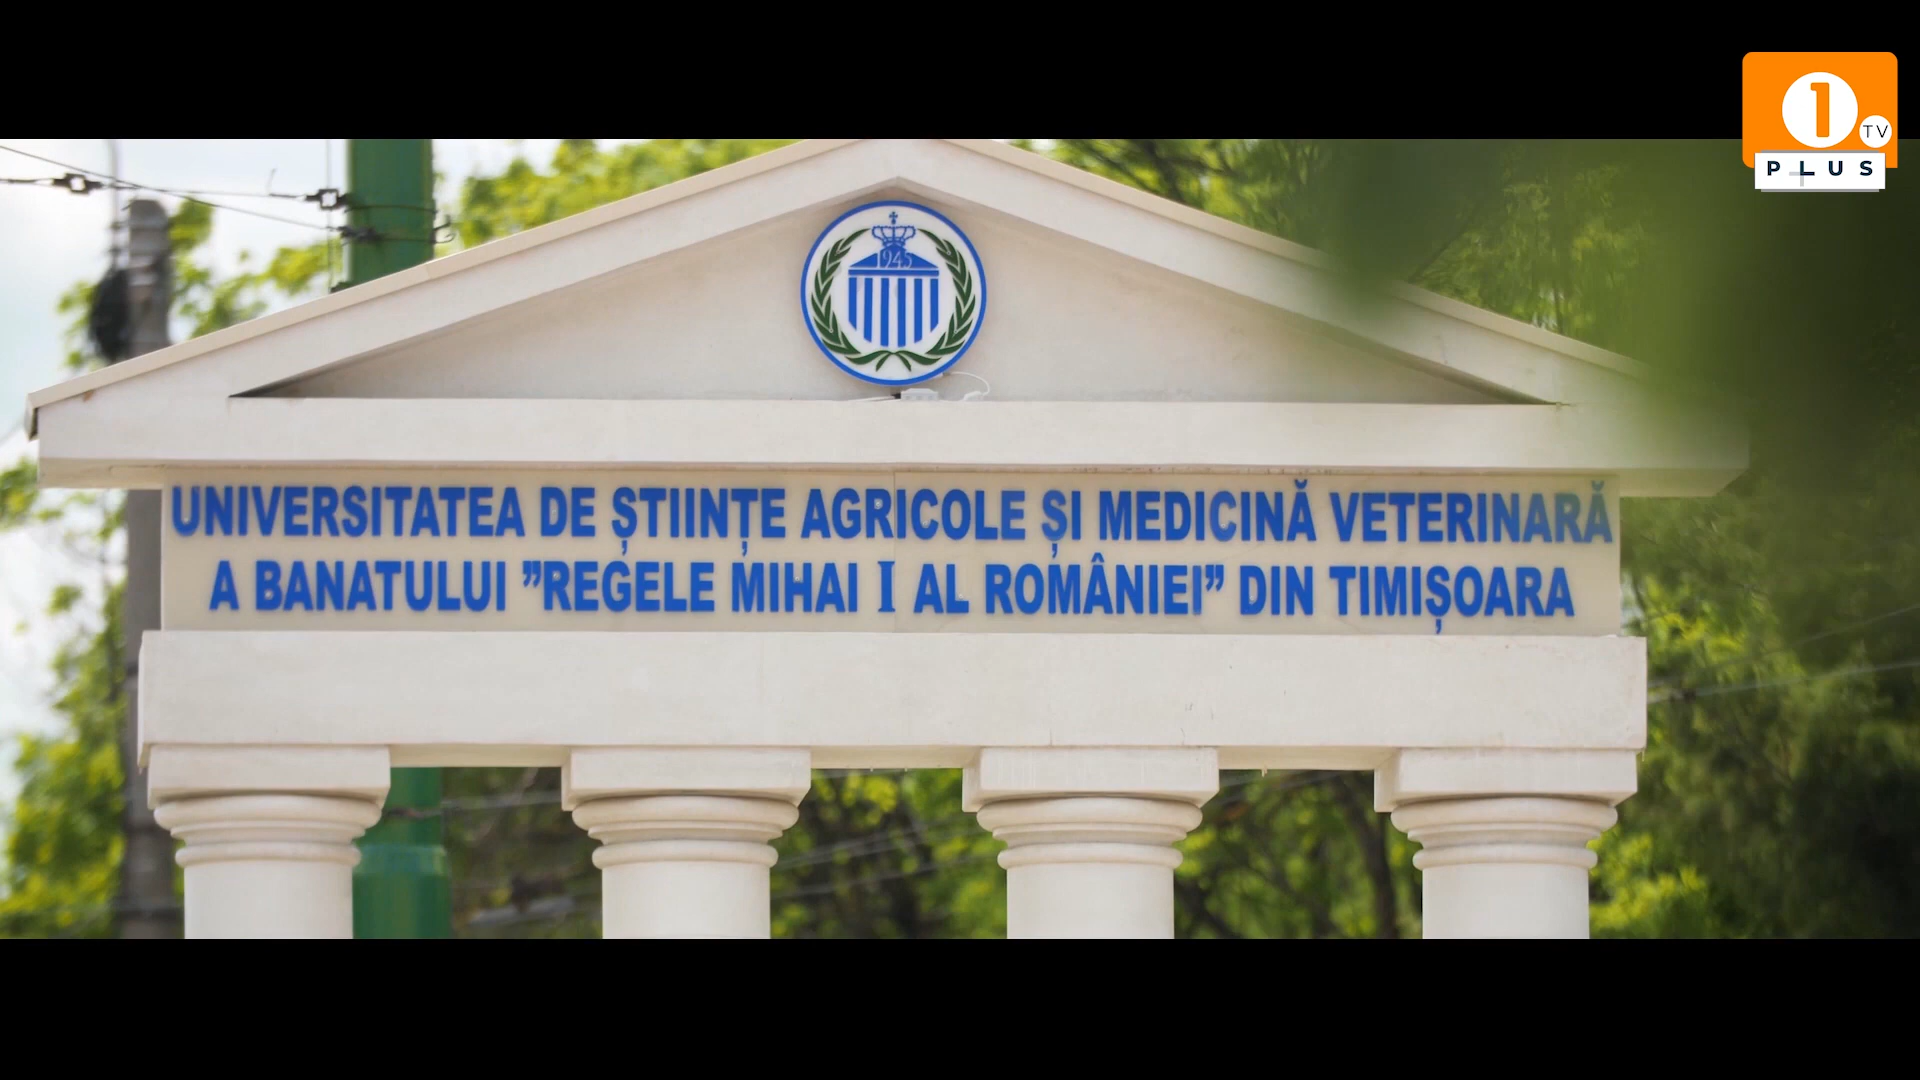 1
TV
PLUS
1945
UNIVERSITATEA DE ȘTIINȚE AGRICOLE ȘI MEDICINĂ VETERINARĂ
A BANATULUI ”REGELE MIHAI I AL ROMÂNIEI” DIN TIMIȘOARA